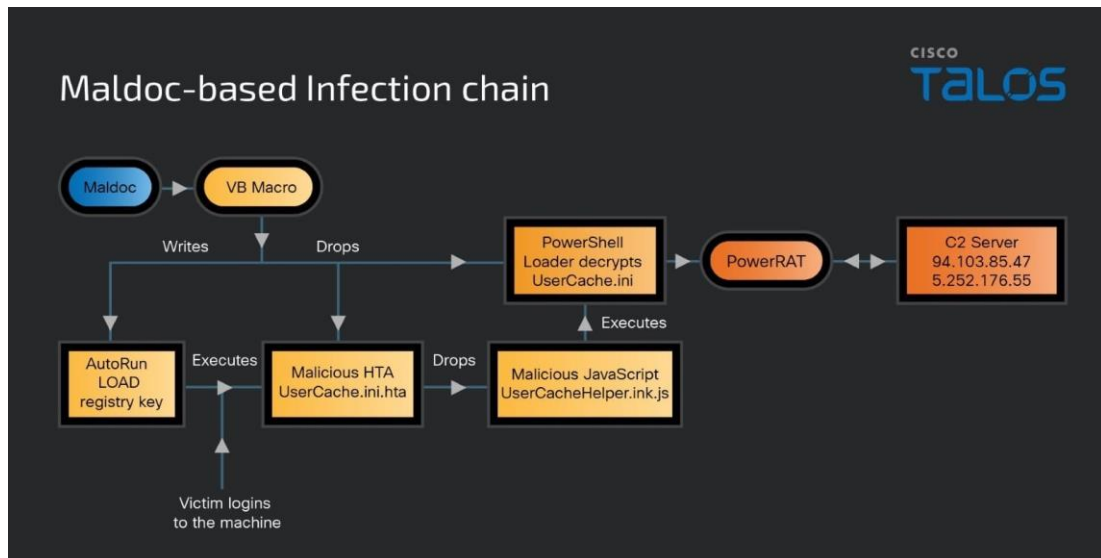 CISCO
TALOS
Maldoc-based Infection chain
Maldoc
VB Macro
Writes
Drops
PowerShell
Loader decrypts
UserCache.ini
PowerRAT
C2 Server
94.103.85.47
5.252.176.55
Executes
AutoRun
LOAD
registry key
Executes
Malicious HTA
UserCache.ini.hta
Drops
Malicious JavaScript
UserCacheHelper.ink.js
Victim logins
to the machine